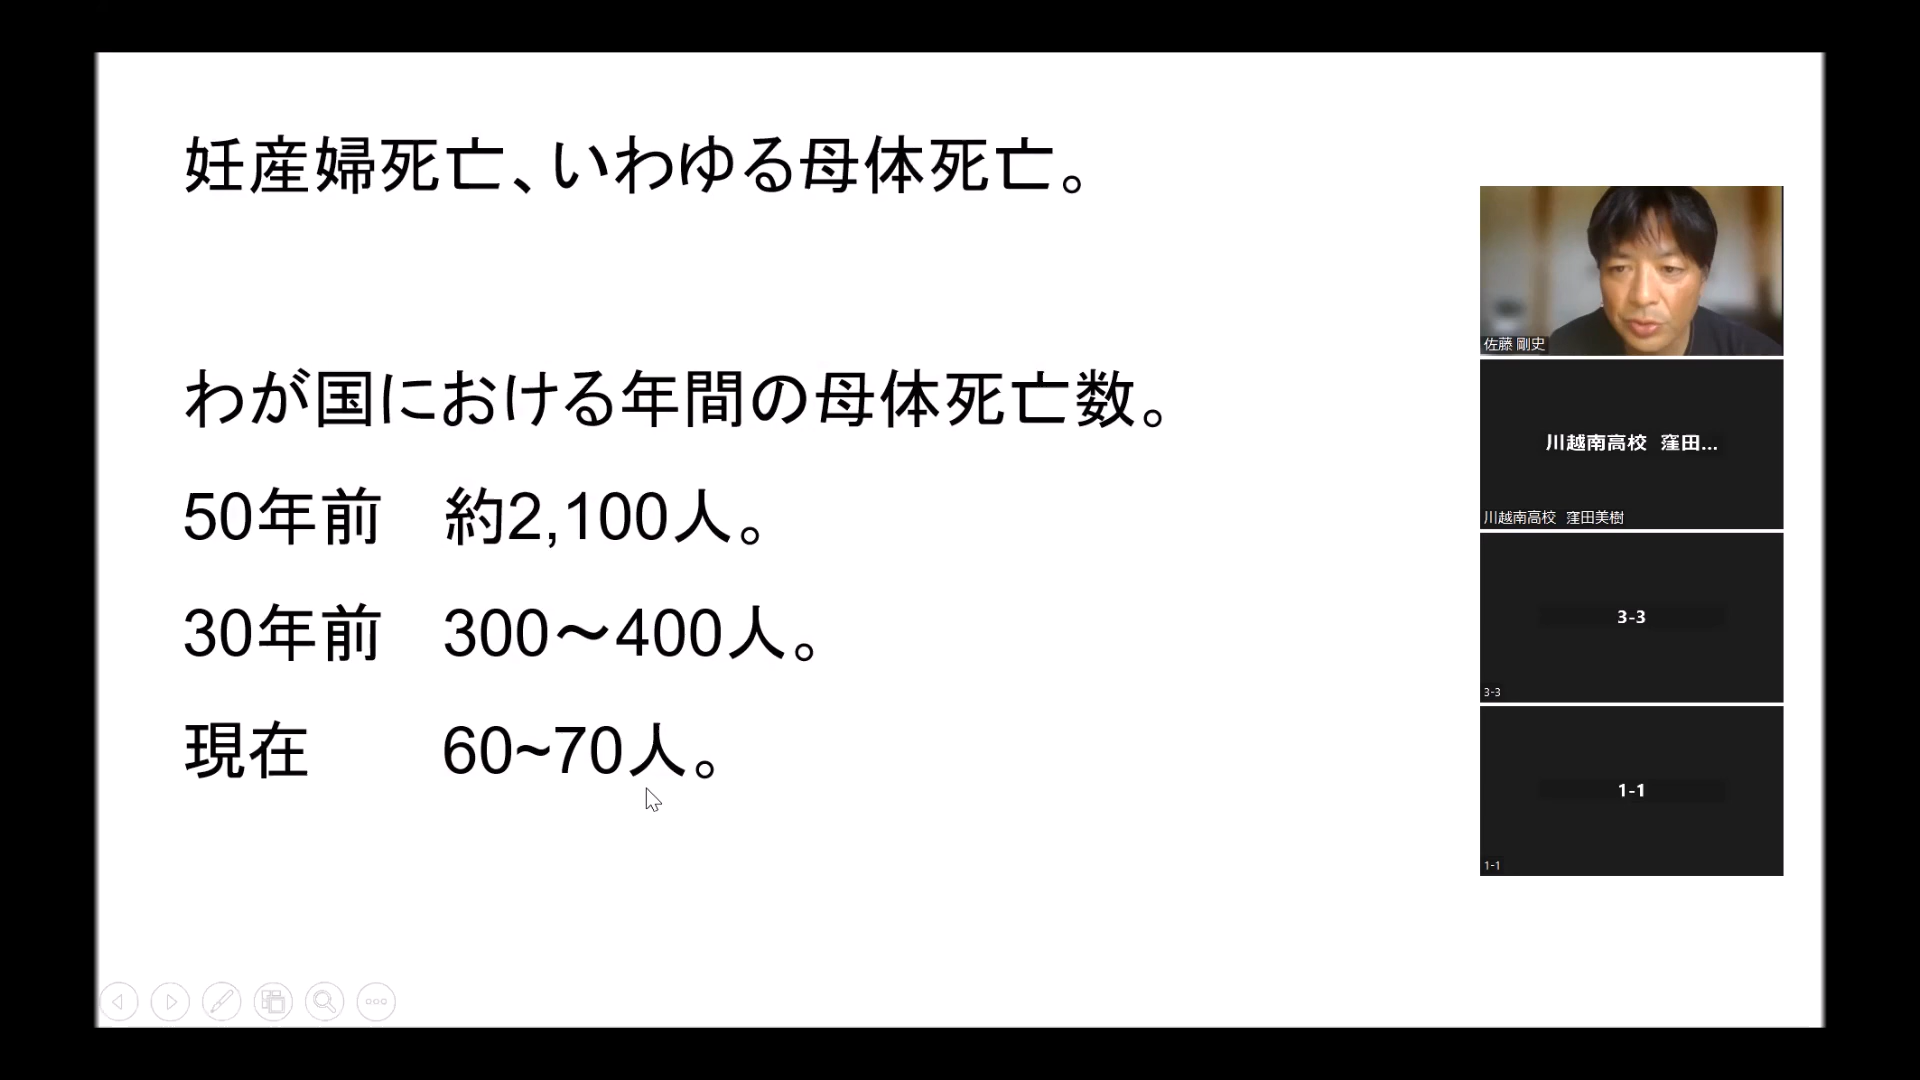 妊産婦死亡、いわゆる母体死亡。
わが国における年間の母体死亡数。
50年前　約2,100人。
30年前　300～400人。
現在　60~70人。
佐藤 剛史
川越南高校　窪田...
川越南高校　窪田美樹
3-3
3-3
1-1
1-1